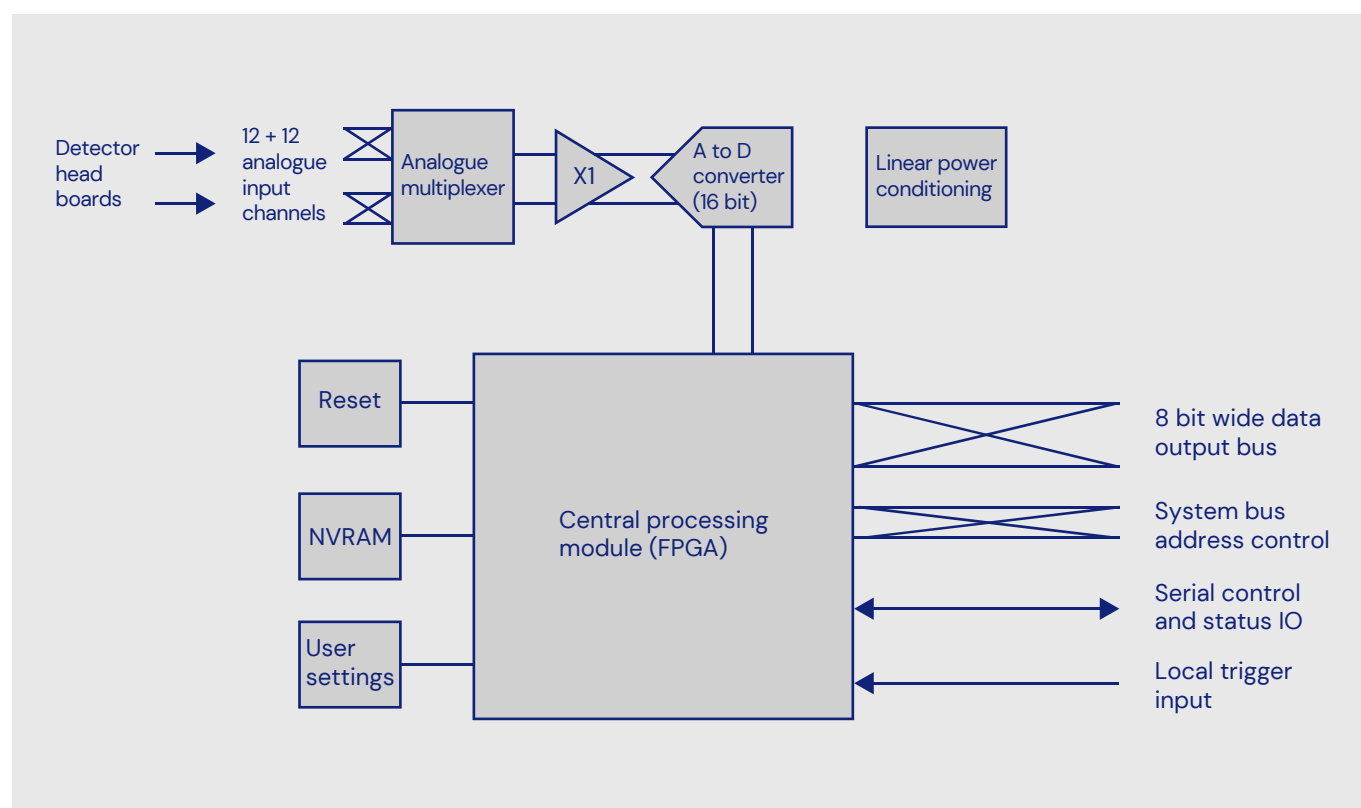 Detector
head
boards
12 + 12
analogue
input
channels
Analogue
multiplexer
X1
A to D
converter
(16 bit)
Linear power
conditioning
Reset
NVRAM
User
settings
Central processing
module (FPGA)
8 bit wide data
output bus
System bus
address control
Serial control
and status IO
Local trigger
input